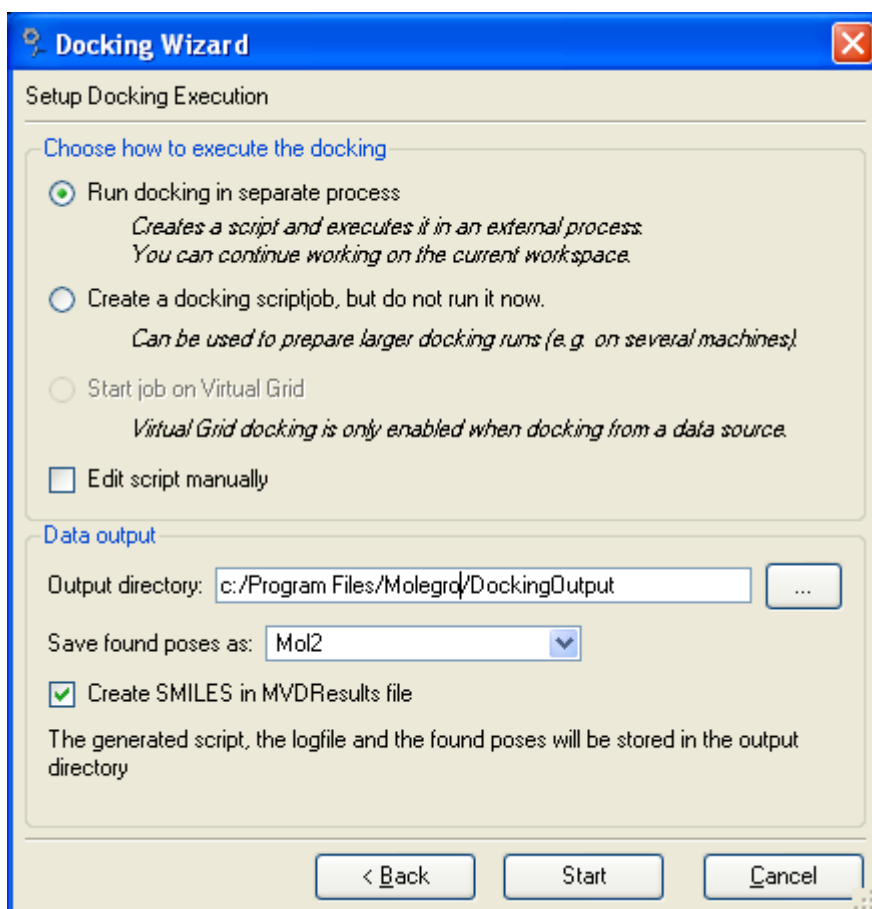 Docking Wizard
Setup Docking Execution
Choose how to execute the docking
Run docking in separate process
Creates a script and executes it in an external process.
You can continue working on the current workspace.
Create a docking scriptjob, but do not run it now.
Can be used to prepare larger docking runs (e.g. on several machines).
Start job on Virtual Grid
Virtual Grid docking is only enabled when docking from a data source.
Edit script manually
Data output
Output directory: c:/Program Files/Molegro/DockingOutput ...
Save found poses as: Mol2
Create SMILES in MVDResults file
The generated script, the logfile and the found poses will be stored in the output
directory
< Back Start Cancel